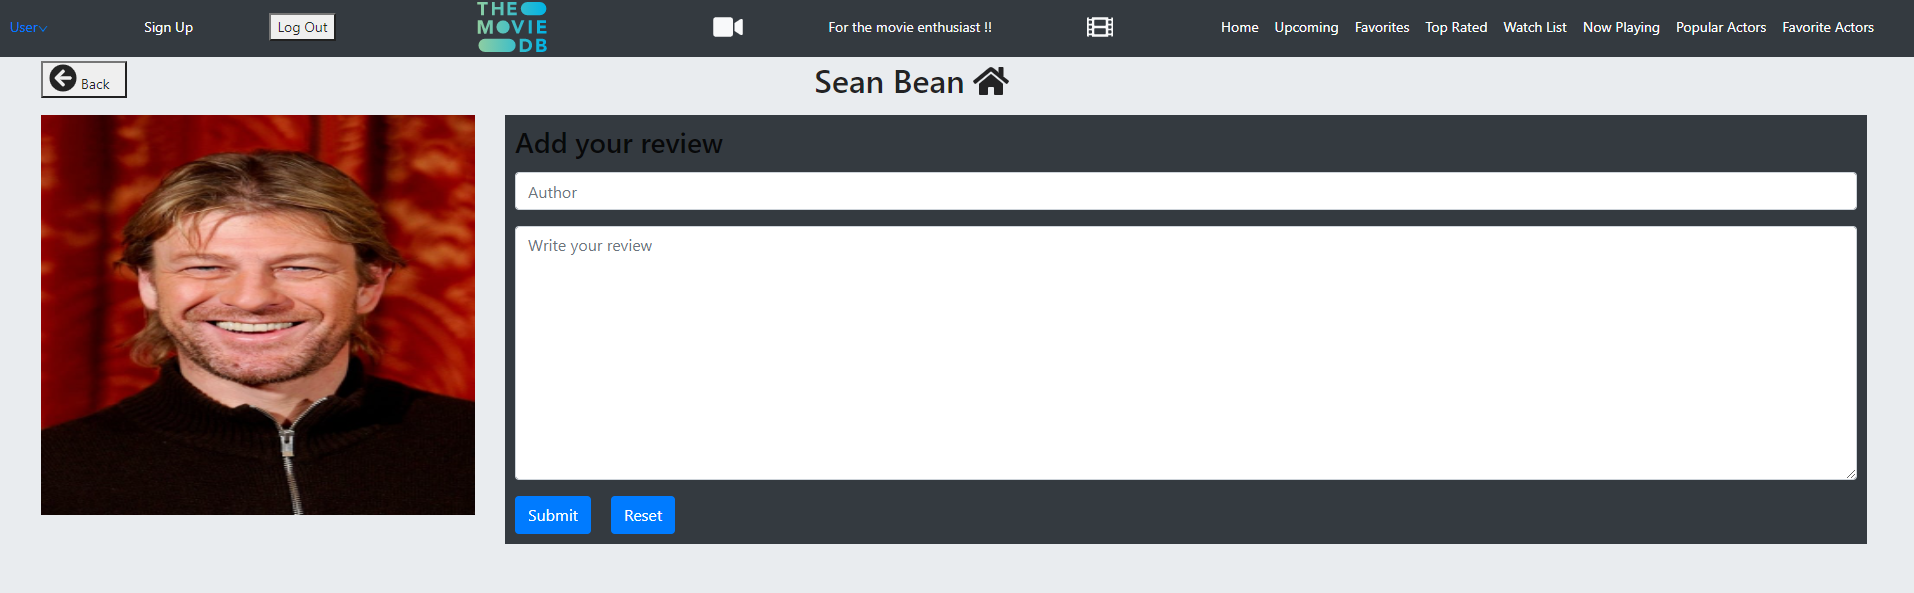 User
Sign Up
Log Out
THE
MOVIE
DB
For the movie enthusiast !!
Home
Upcoming
Favorites
Top Rated
Watch List
Now Playing
Popular Actors
Favorite Actors
Back
Sean Bean
Add your review
Author
Write your review
Submit
Reset